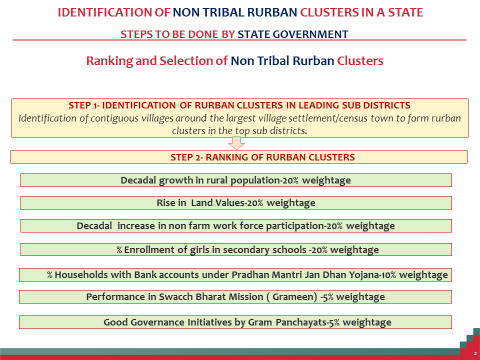 IDENTIFICATION OF NON TRIBAL RURBAN CLUSTERS IN A STATE
STEPS TO BE DONE BY STATE GOVERNMENT
Ranking and Selection of Non Tribal Rurban Clusters
STEP 1- IDENTIFICATION OF RURBAN CLUSTERS IN LEADING SUB DISTRICTS
Identification of contiguous villages around the largest village settlement/census town to form rurban
clusters in the top sub districts.
STEP 2- RANKING OF RURBAN CLUSTERS
Decadal growth in rural population-20% weightage
Rise in Land Values-20% weightage
Decadal increase in non farm work force participation-20% weightage
% Enrollment of girls in secondary schools -20% weightage
% Households with Bank accounts under Pradhan Mantri Jan Dhan Yojana-10% weightage
Performance in Swacch Bharat Mission ( Grameen) -5% weightage
Good Governance Initiatives by Gram Panchayats-5% weightage
2